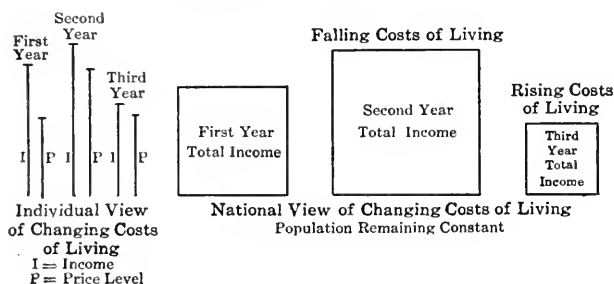 First
Year
Second
Year
Third
Year
I P I P 1 P
Individual View
of Changing Costs
of Living
I = Income
P = Price Level
Falling Costs of Living
First Year
Total Income
Second Year
Total Income
Rising Costs
of Living
Third
Year
Total
Income
National View of Changing Costs of Living
Population Remaining Constant